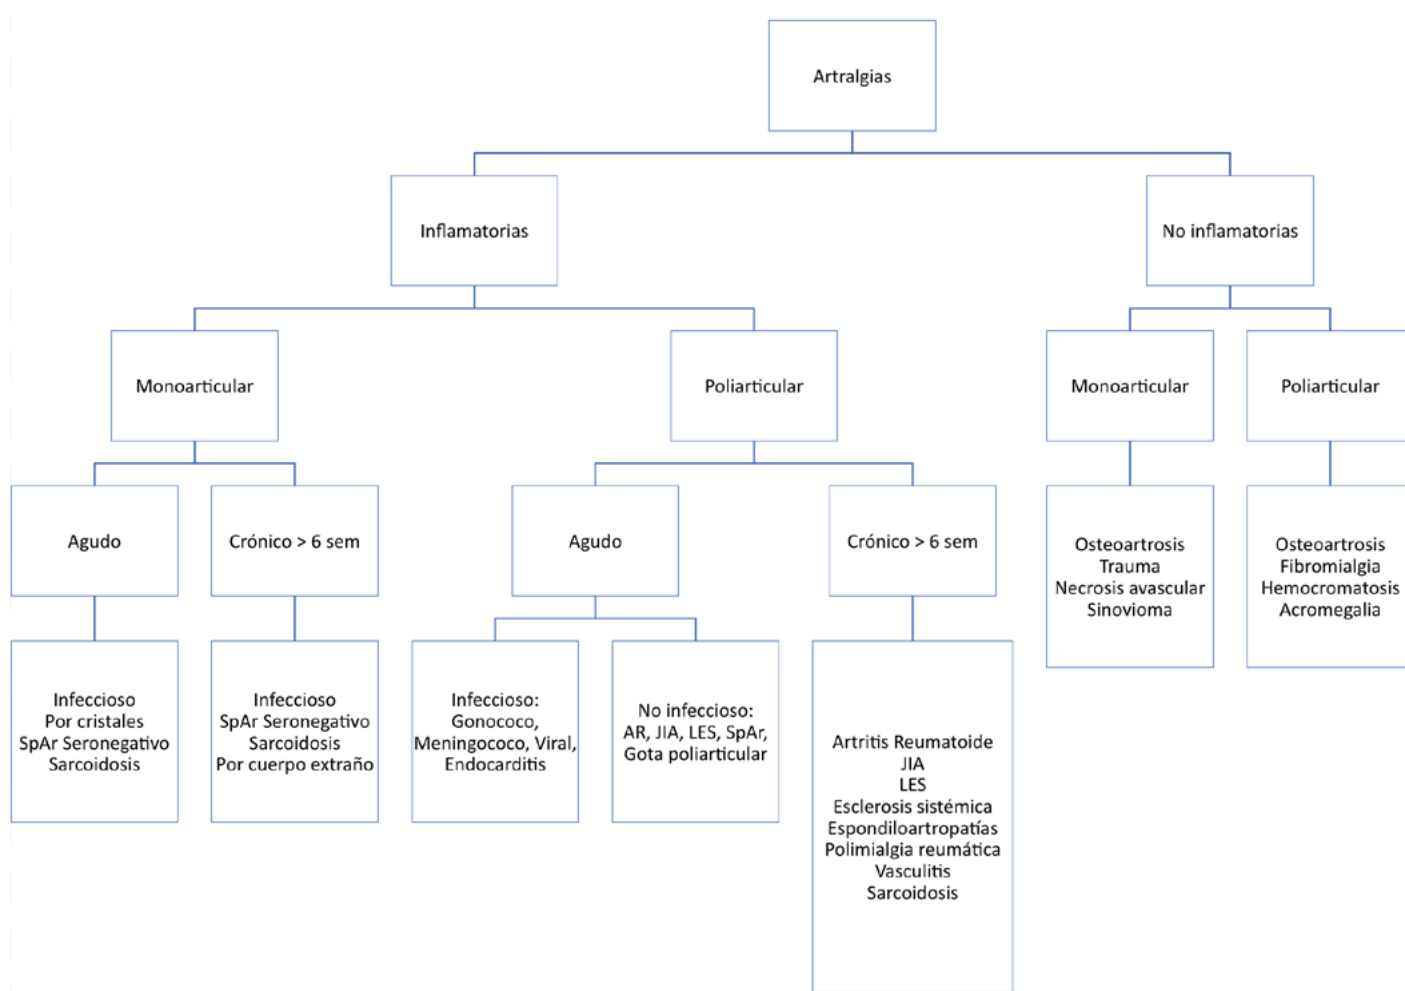 Artralgias
Inflamatorias
No inflamatorias
Monoarticular
Poliarticular
Monoarticular
Poliarticular
Agudo
Crónico > 6 sem
Agudo
Crónico > 6 sem
Osteoartrosis
Trauma
Necrosis avascular
Sinovioma
Osteoartrosis
Fibromialgia
Hemocromatosis
Acromegalia
Infeccioso
Por cristales
SpAr Seronegativo
Sarcoidosis
Infeccioso
SpAr Seronegativo
Sarcoidosis
Por cuerpo extraño
Infeccioso:
Gonococo,
Meningococo, Viral,
Endocarditis
No infeccioso:
AR, JIA, LES, SpAr,
Gota poliarticular
Artritis Reumatoide
JIA
LES
Esclerosis sistémica
Espondiloartropatías
Polimialgia reumática
Vasculitis
Sarcoidosis